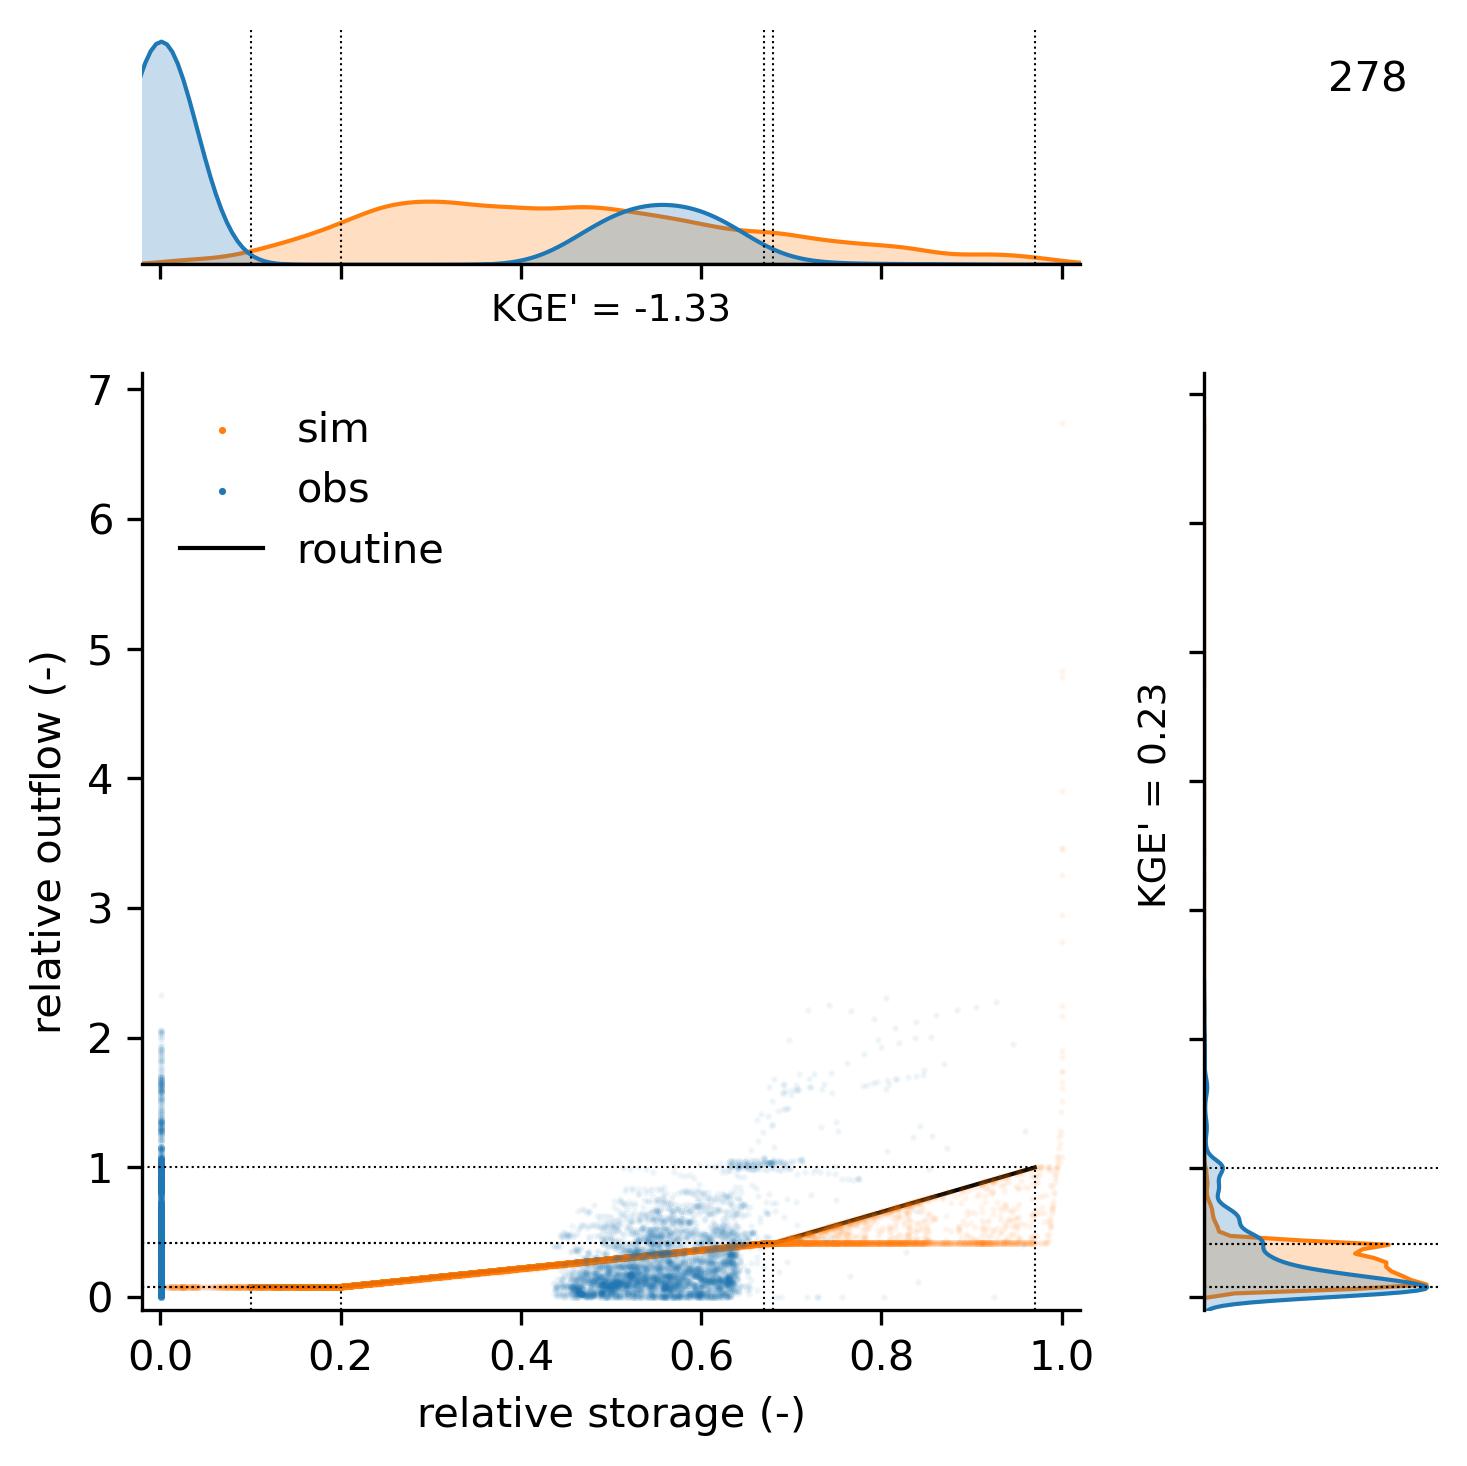 278
KGE' = -1.33
7
6
5
4
3
2
1
0
relative outflow (-)
sim
obs
routine
0.0 0.2 0.4 0.6 0.8 1.0
relative storage (-)
KGE' = 0.23